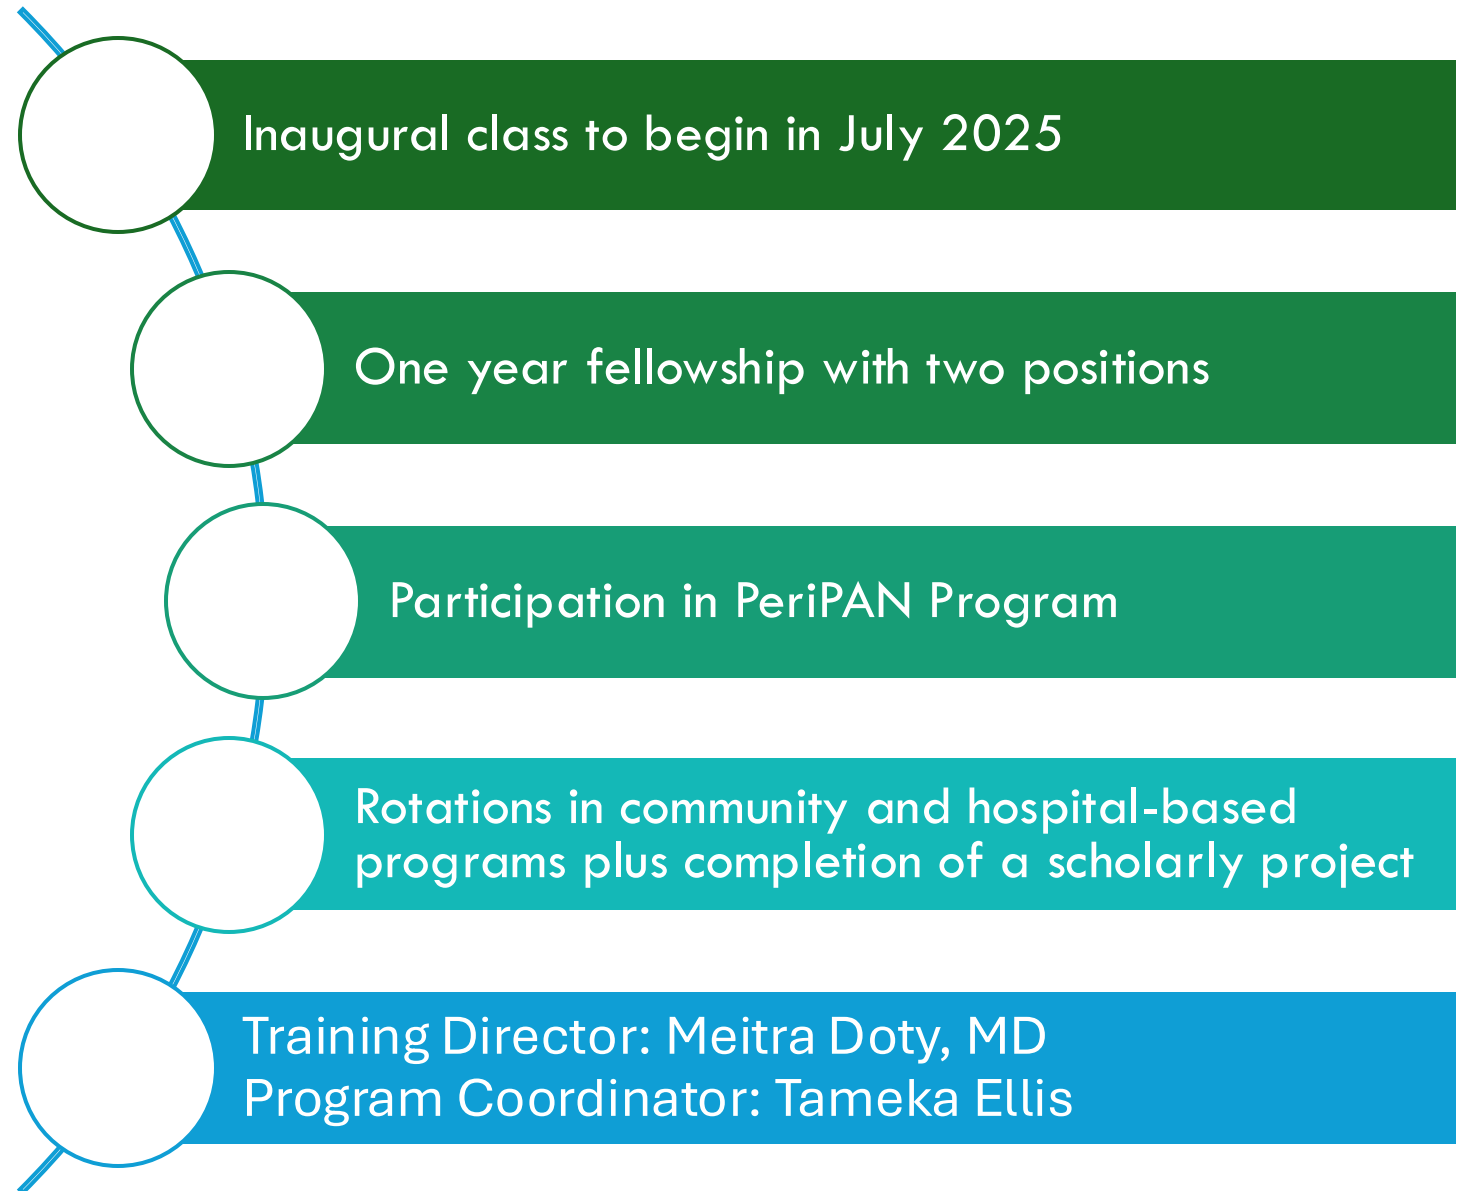 Inaugural class to begin in July 2025
One year fellowship with two positions
Participation in PeriPAN Program
Rotations in community and hospital-based
programs plus completion of a scholarly project
Training Director: Meitra Doty, MD
Program Coordinator: Tameka Ellis